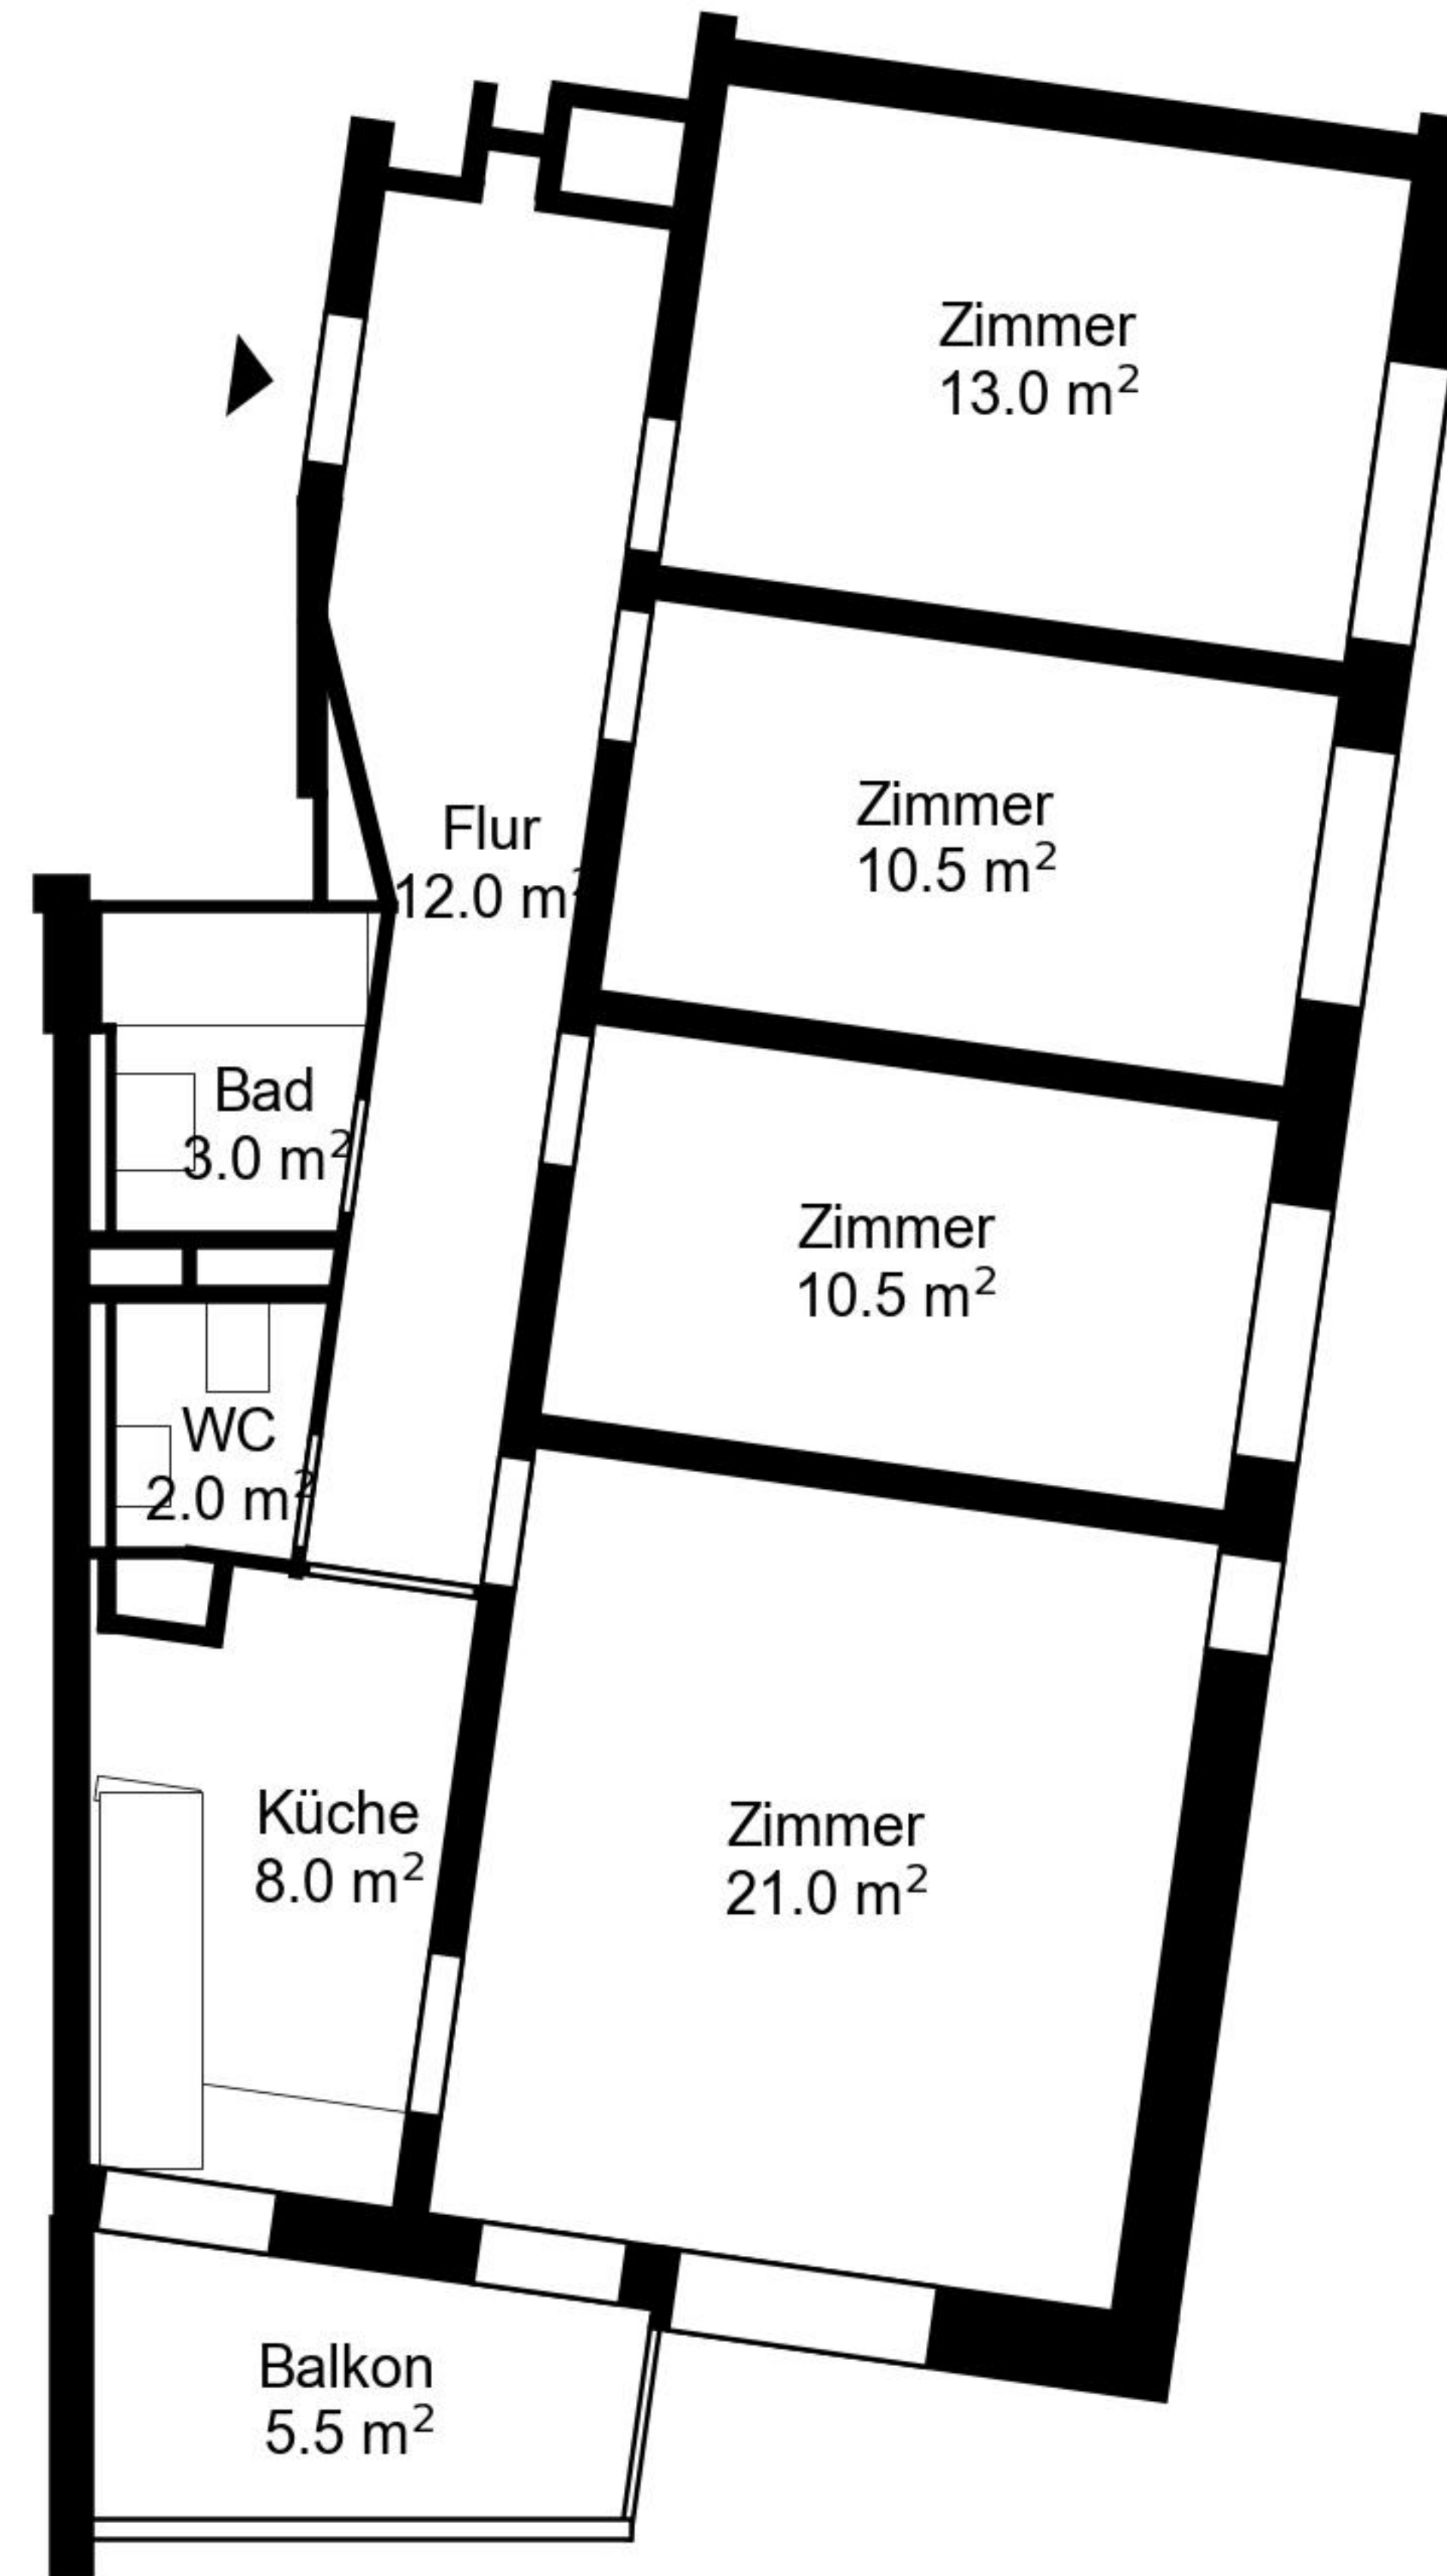 Zimmer
13.0 m²
Zimmer
10.5 m²
Flur
12.0 m²
Bad
3.0 m²
Zimmer
10.5 m²
WC
2.0 m²
Küche
8.0 m²
Zimmer
21.0 m²
Balkon
5.5 m²